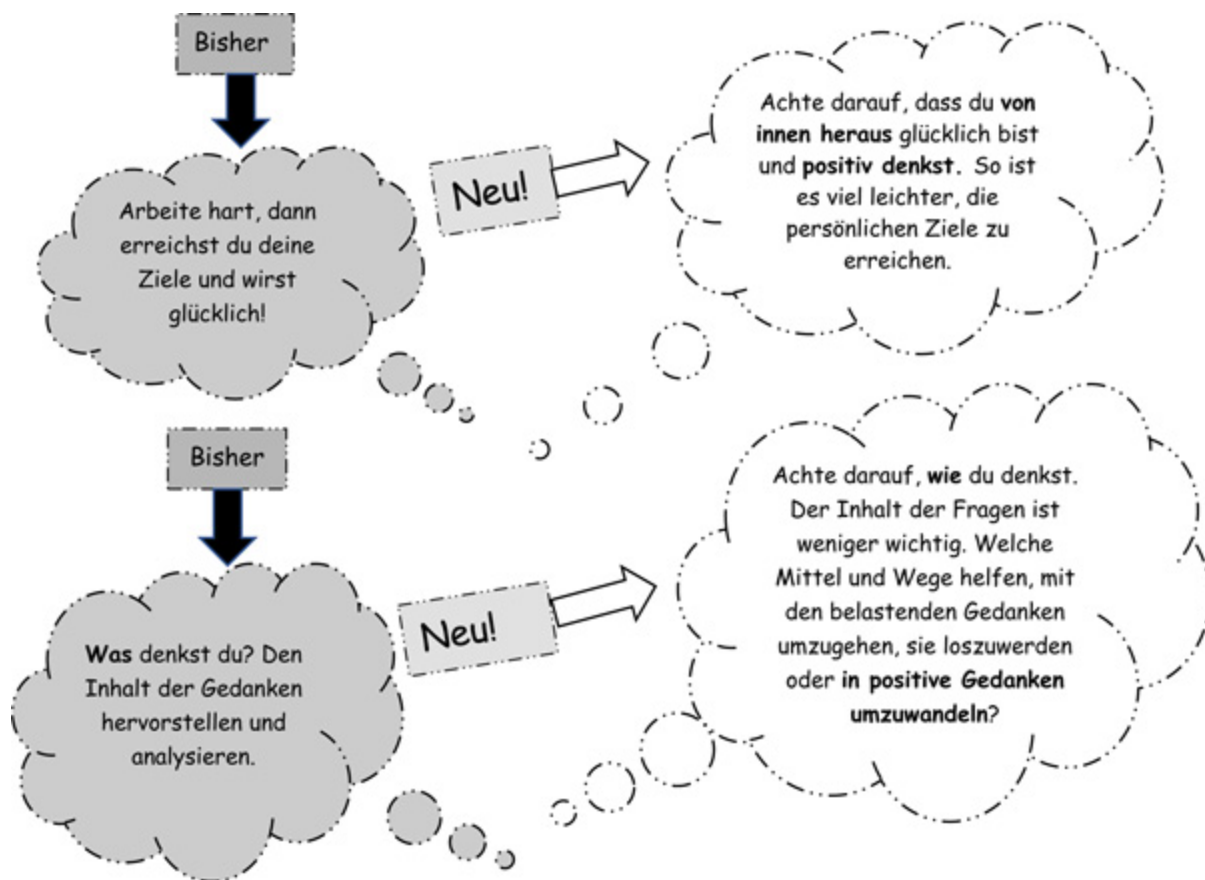 Bisher
Arbeite hart, dann
erreichst du deine
Ziele und wirst
glücklich!
Neu!
Achte darauf, dass du von
innen heraus glücklich bist
und positiv denkst. So ist
es viel leichter, die
persönlichen Ziele zu
erreichen.
Bisher
Was denkst du? Den
Inhalt der Gedanken
hervorstellen und
analysieren.
Neu!
Achte darauf, wie du denkst.
Der Inhalt der Fragen ist
weniger wichtig. Welche
Mittel und Wege helfen, mit
den belastenden Gedanken
umzugehen, sie loszuwerden
oder in positive Gedanken
umzuwandeln?